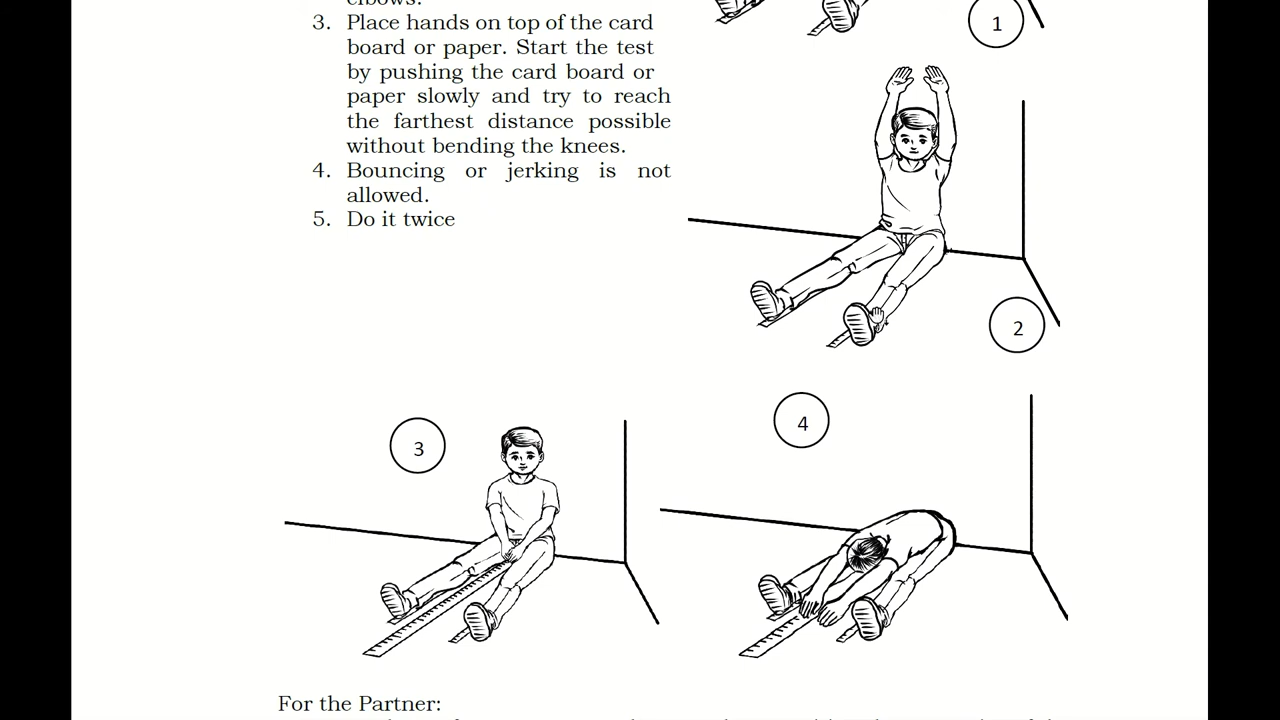 elbows.
3. Place hands on top of the card
board or paper. Start the test
by pushing the card board or
paper slowly and try to reach
the farthest distance possible
without bending the knees.
4. Bouncing or jerking is not
allowed.
5. Do it twice
1
2
3
4
For the Partner: